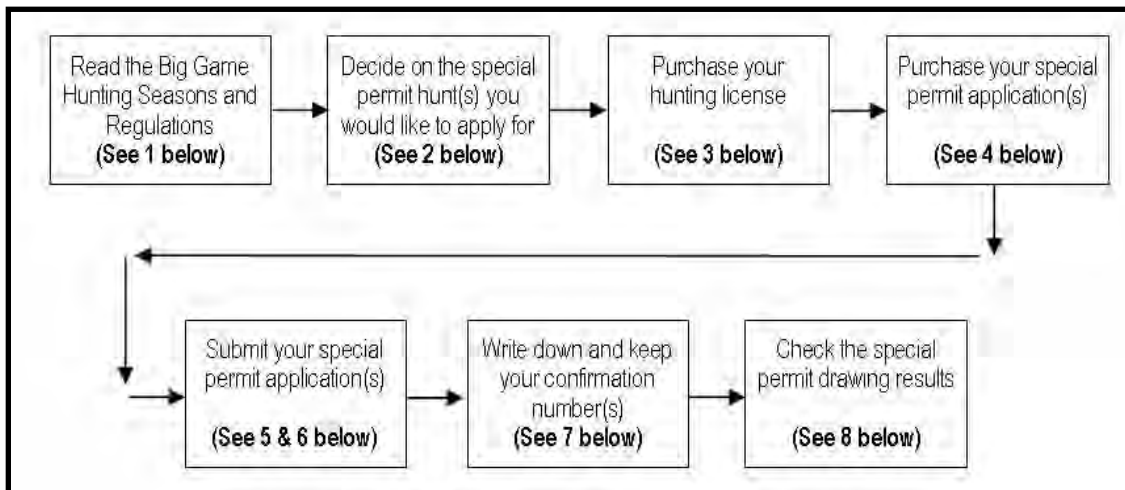 Read the Big Game
Hunting Seasons and
Regulations
(See 1 below)
Decide on the special
permit hunt(s) you
would like to apply for
(See 2 below)
Purchase your
hunting license
(See 3 below)
Purchase your special
permit application(s)
(See 4 below)
Submit your special
permit application(s)
(See 5 & 6 below)
Write down and keep
your confirmation
number(s)
(See 7 below)
Check the special
permit drawing results
(See 8 below)